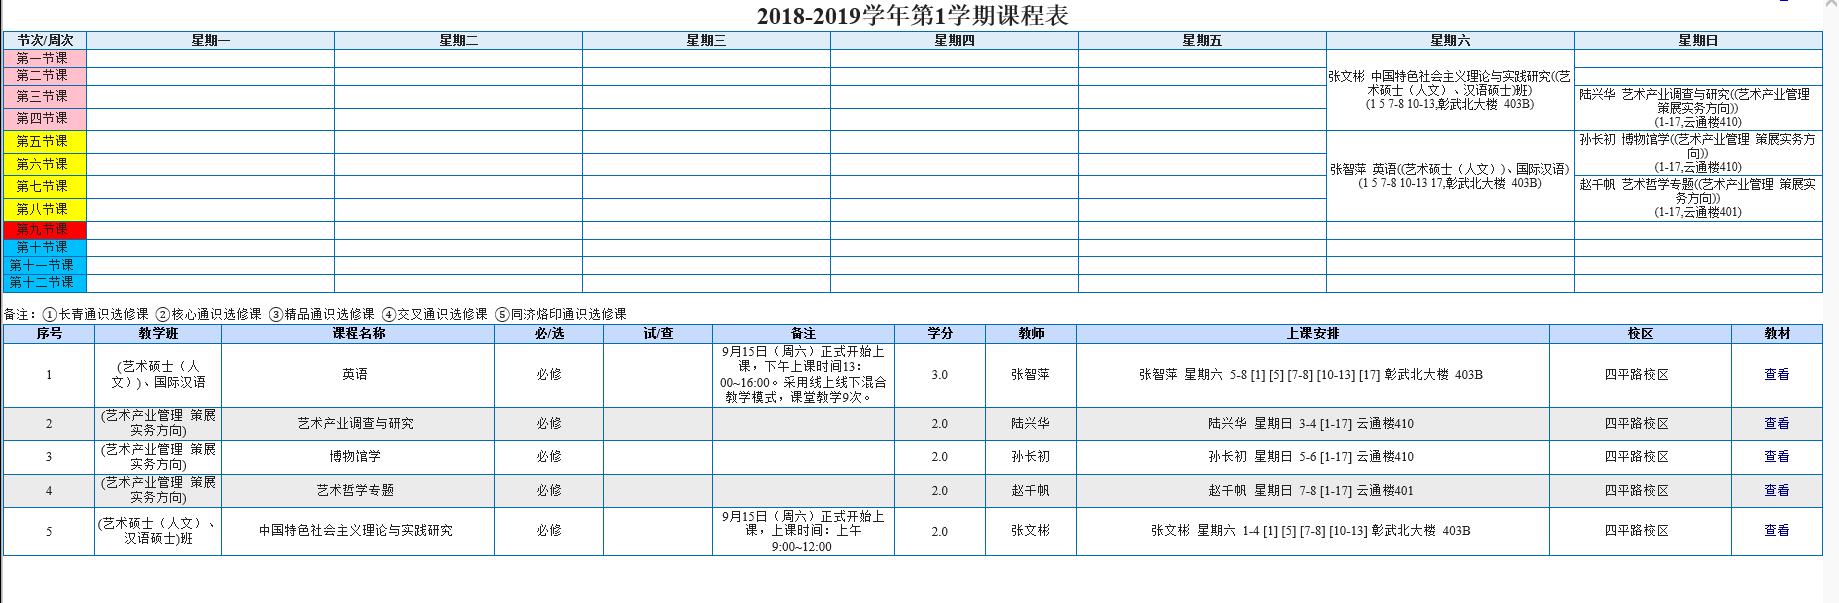 2018-2019学年第1学期课程表
节次/周次 星期一 星期二 星期三 星期四 星期五 星期六 星期日
第一节课
第二节课
第三节课
第四节课
张文彬 中国特色社会主义理论与实践研究((艺
术硕士（人文）、汉语硕士)班)
(1 5 7-8 10-13,彰武北大楼 403B)
陆兴华 艺术产业调查与研究((艺术产业管理
策展实务方向))
(1-17,云通楼410)
第五节课
第六节课
第七节课
第八节课
张智萍 英语((艺术硕士（人文）)、国际汉语)
(1 5 7-8 10-13 17,彰武北大楼 403B)
孙长初 博物馆学((艺术产业管理 策展实务方
向))
(1-17,云通楼410)
赵千帆 艺术哲学专题((艺术产业管理 策展实
务方向))
(1-17,云通楼401)
第九节课
第十节课
第十一节课
第十二节课
备注：①长青通识选修课 ②核心通识选修课 ③精品通识选修课 ④交叉通识选修课 ⑤同济烙印通识选修课
序号 教学班 课程名称 必/选 试/查 备注 学分 教师 上课安排 校区 教材
1
(艺术硕士（人
文）)、国际汉语
英语
必修
9月15日（周六）正式开始上
课，下午上课时间13：
00~16:00。采用线上线下混合
教学模式，课堂教学9次。
3.0
张智萍
张智萍 星期六 5-8 [1] [5] [7-8] [10-13] [17] 彰武北大楼 403B
四平路校区
查看
2
(艺术产业管理 策展
实务方向)
艺术产业调查与研究
必修
2.0
陆兴华
陆兴华 星期日 3-4 [1-17] 云通楼410
四平路校区
查看
3
(艺术产业管理 策展
实务方向)
博物馆学
必修
2.0
孙长初
孙长初 星期日 5-6 [1-17] 云通楼410
四平路校区
查看
4
(艺术产业管理 策展
实务方向)
艺术哲学专题
必修
2.0
赵千帆
赵千帆 星期日 7-8 [1-17] 云通楼401
四平路校区
查看
5
(艺术硕士（人文）、
汉语硕士)班
中国特色社会主义理论与实践研究
必修
9月15日（周六）正式开始上
课，上课时间：上午
9:00~12:00
2.0
张文彬
张文彬 星期六 1-4 [1] [5] [7-8] [10-13] 彰武北大楼 403B
四平路校区
查看